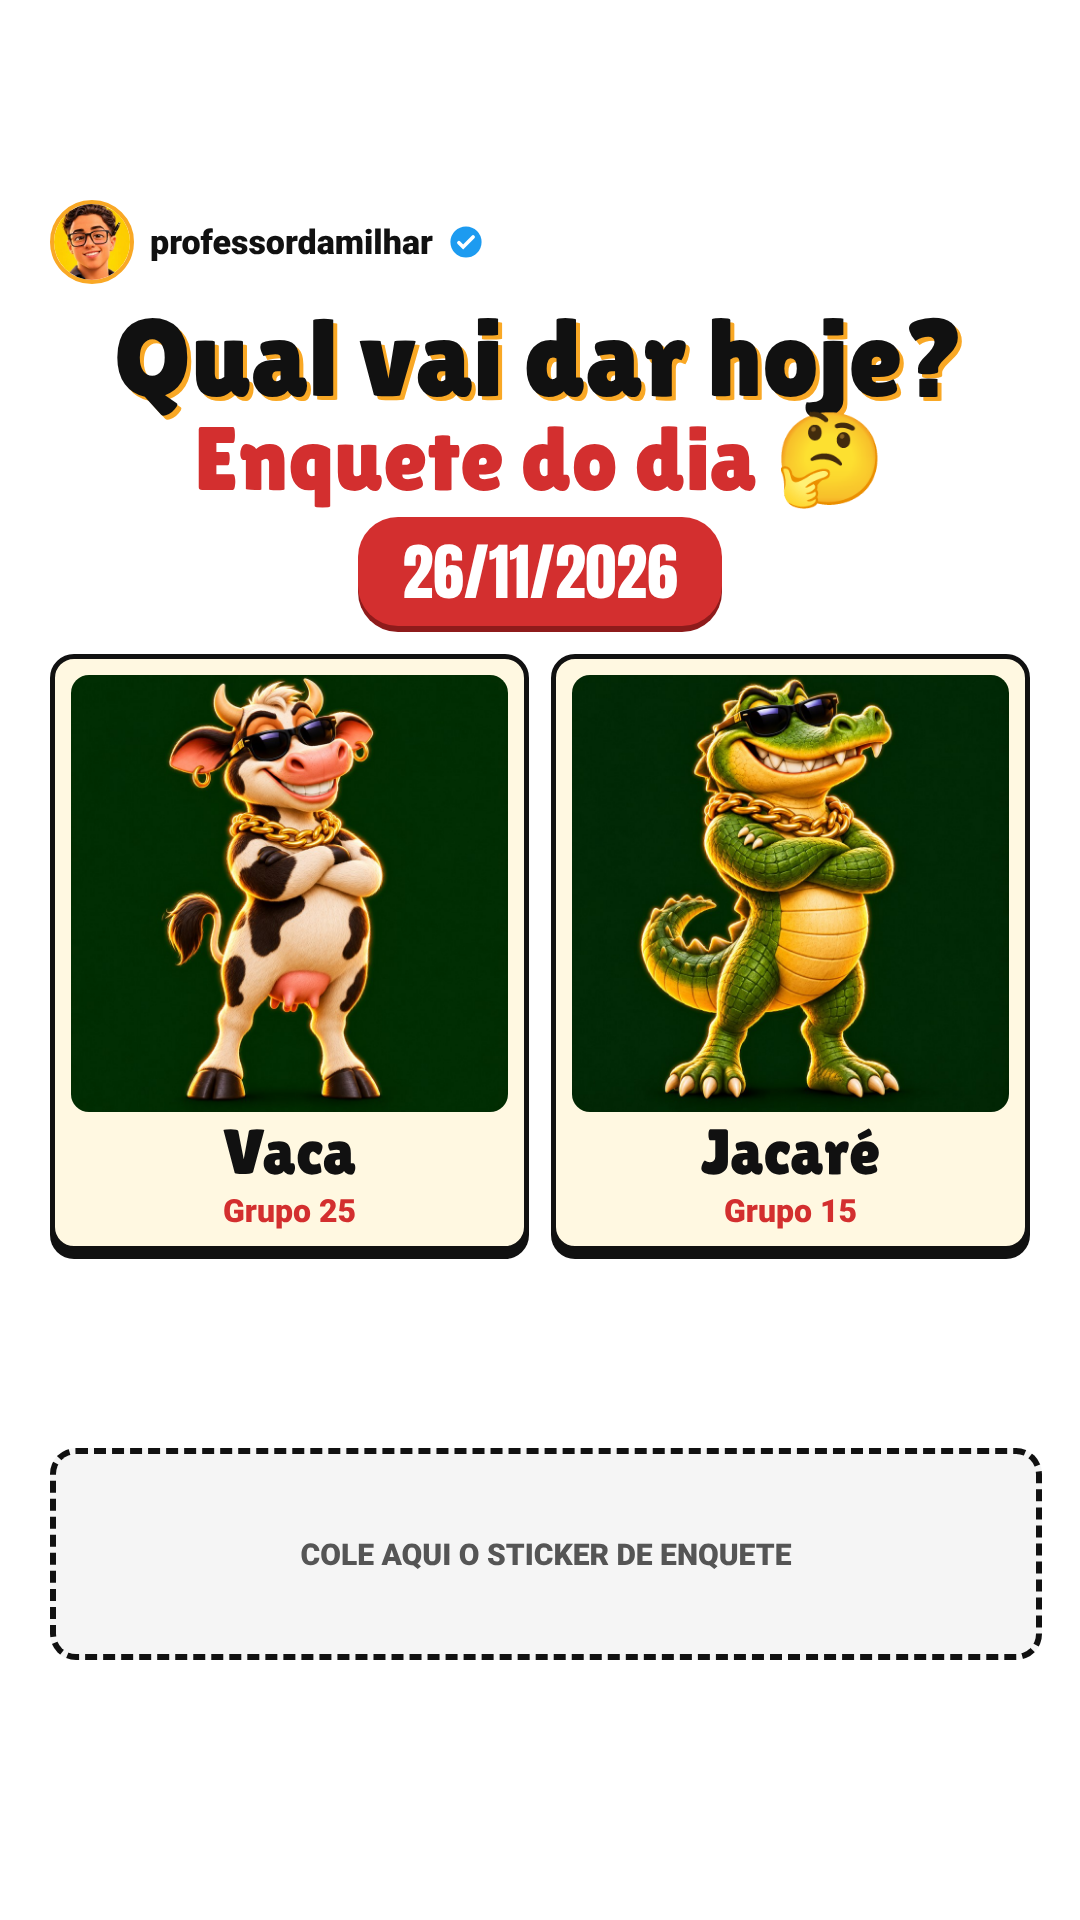 professordamilhar
Qual vai dar hoje?
Enquete do dia 🤔
26/11/2026
Vaca
Grupo 25
Jacaré
Grupo 15
COLE AQUI O STICKER DE ENQUETE